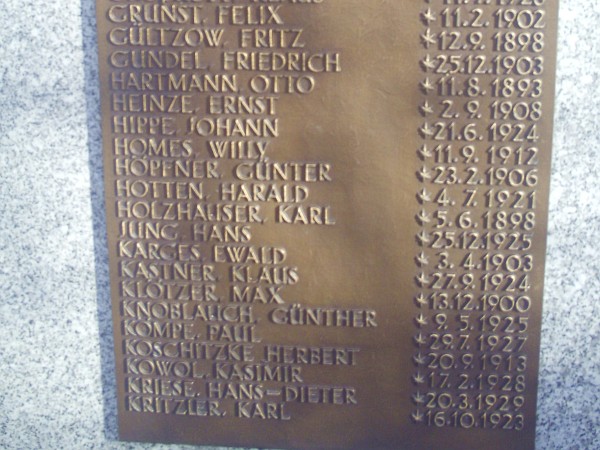 GRUNST, FELIX *11.2.1902
GÜLTZOW, FRITZ *12.9.1898
GUNDEL, FRIEDRICH *25.12.1903
HARTMANN, OTTO *11.8.1893
HEINZE, ERNST *2.9.1908
HIPPE, JOHANN *21.6.1924
HOMES, WILLY *11.9.1912
HÖPFNER, GÜNTER *23.2.1906
HOTTEN, HARALD *4.7.1921
HOLZHAUSER, KARL *5.6.1898
JUNG, HANS *25.12.1925
KARGES, EWALD *3.4.1903
KASTNER, KLAUS *27.9.1924
KLÖTZER, MAX *13.12.1900
KNOBLAUCH, GÜNTHER *9.5.1925
KOMPE, PAUL *29.7.1927
KOSCHITZKE, HERBERT *20.9.1913
KOWOL, KASIMIR *17.2.1928
KRIESE, HANS-DIETER *20.3.1929
KRITZLER, KARL *16.10.1923